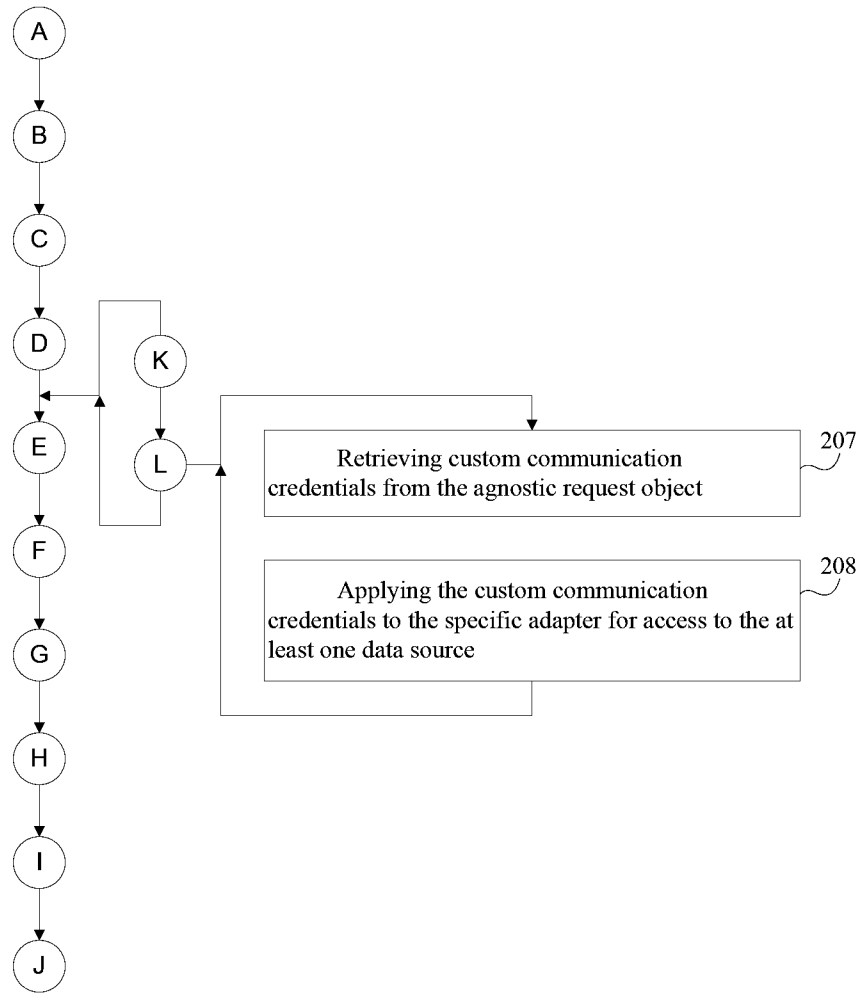 A
B
C
D
K
E
L
207
Retrieving custom communication
credentials from the agnostic request object
F
208
Applying the custom communication
credentials to the specific adapter for access to the at
least one data source
G
H
I
J